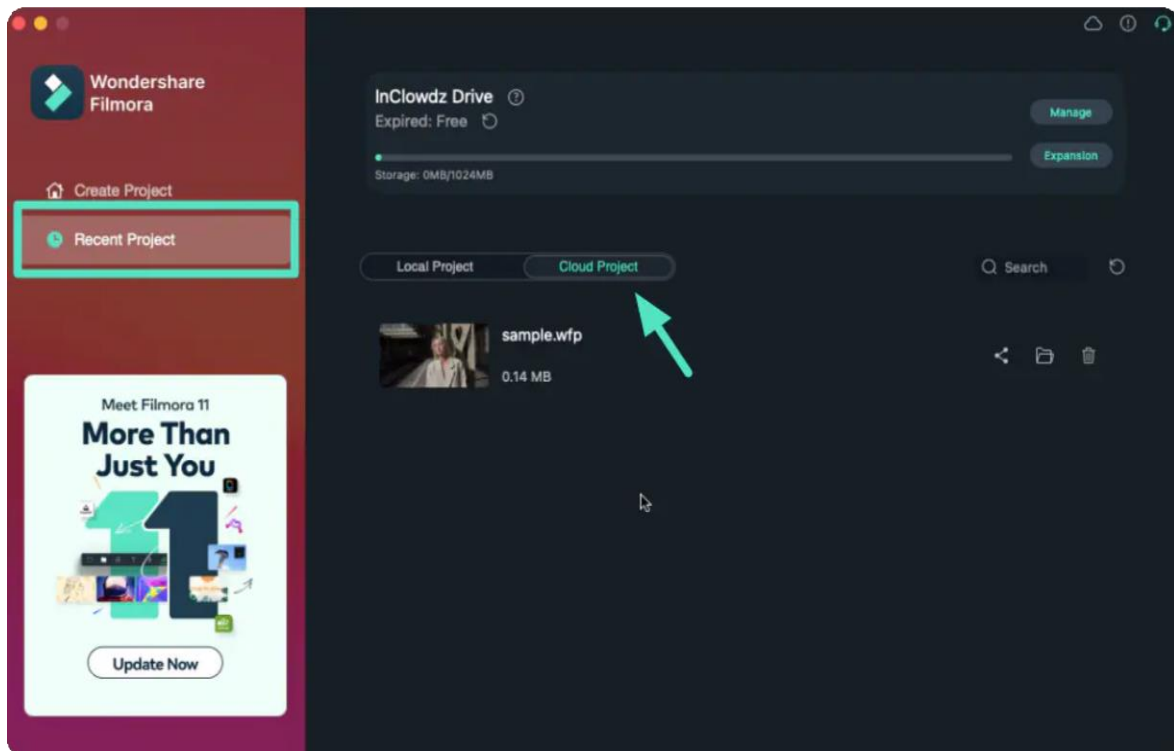 Wondershare
Filmora
Create Project
Recent Project
Meet Filmora 11
More Than
Just You
Update Now
InClowdz Drive
Expired: Free
Manage
Expansion
Storage: 0MB/1024MB
Local Project
Cloud Project
Search
sample.wfp
0.14 MB